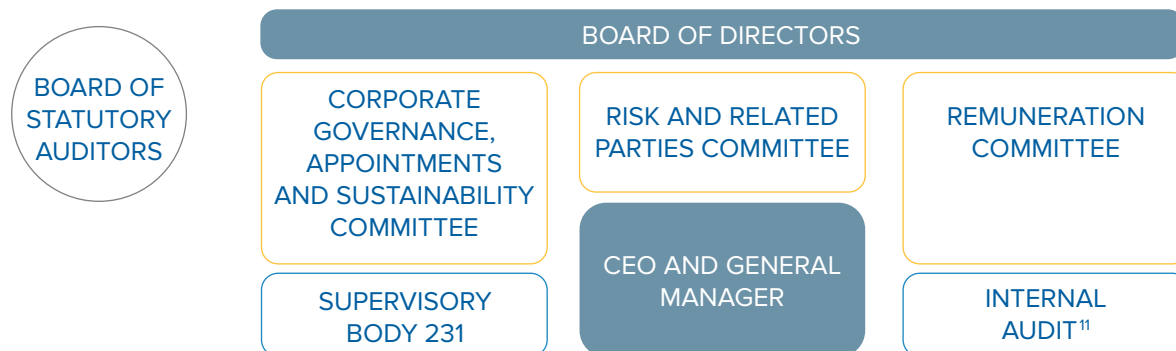 BOARD OF DIRECTORS
BOARD OF
STATUTORY
AUDITORS
CORPORATE
GOVERNANCE,
APPOINTMENTS
AND SUSTAINABILITY
COMMITTEE
RISK AND RELATED
PARTIES COMMITTEE
REMUNERATION
COMMITTEE
CEO AND GENERAL
MANAGER
SUPERVISORY
BODY 231
INTERNAL
AUDIT¹¹